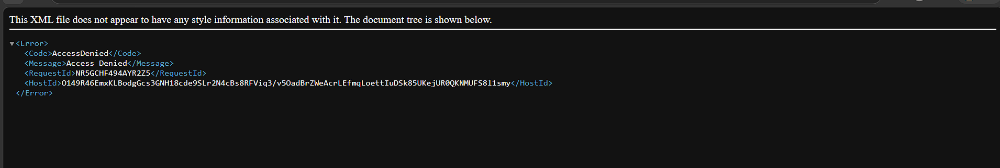 This XML file does not appear to have any style information associated with it. The document tree is shown below.
▼<Error>
<Code>AccessDenied</Code>
<Message>Access Denied</Message>
<RequestId>NR5GCHF494AYR2Z5</RequestId>
<HostId>O149R46EmxKLBodgGcs3GNH18cde9SLr2N4cBs8RFViq3/v5OadBrZWeAcrLEfmqLoettIuDSk85UKejUR0QKNMUFS8l1smy</HostId>
</Error>